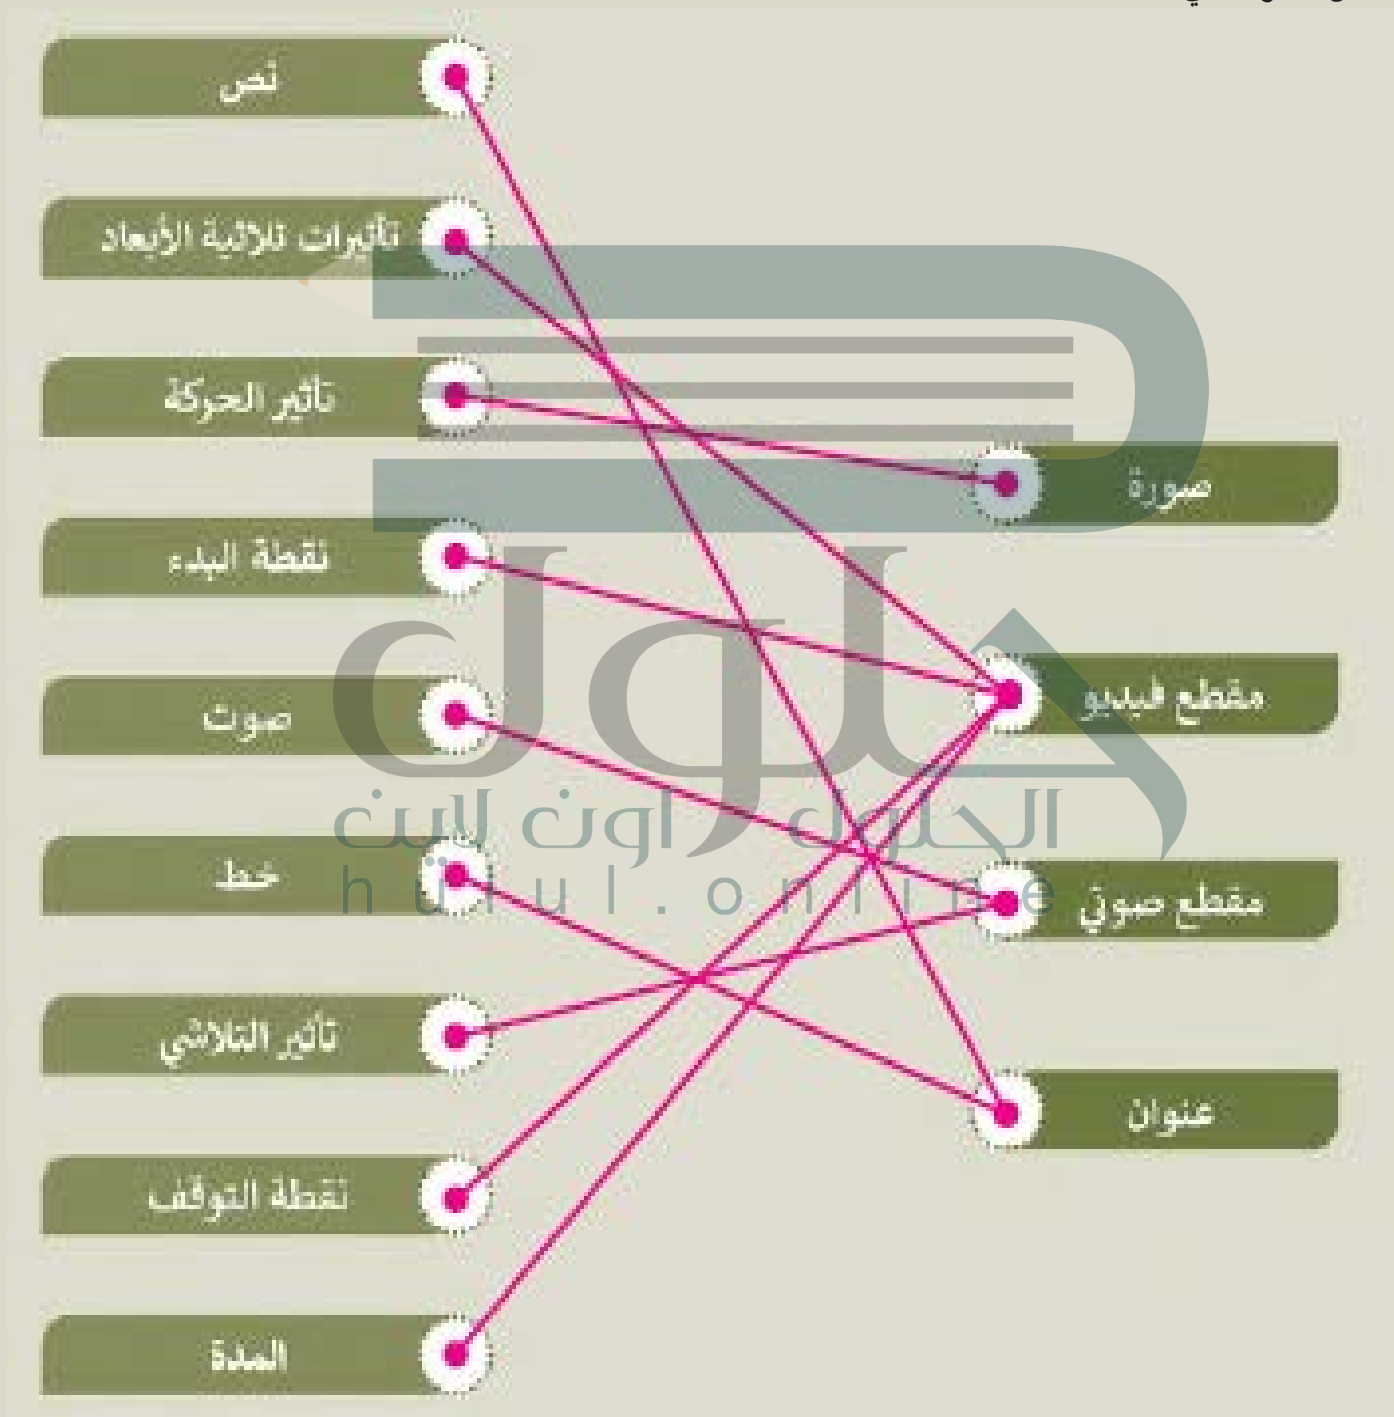 صورة
مقطع فيديو
مقطع صوتي
عنوان
نص
تأثيرات ثلاثية الأبعاد
تأثير الحركة
نقطة البدء
صوت
خط
تأثير التلاشي
نقطة التوقف
المدة
حلول
الحلول اون لاين
hulul.online